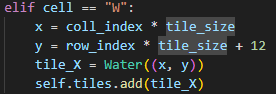 elif cell == "W":
    x = coll_index * tile_size
    y = row_index * tile_size + 12
    tile_X = Water((x, y))
    self.tiles.add(tile_X)